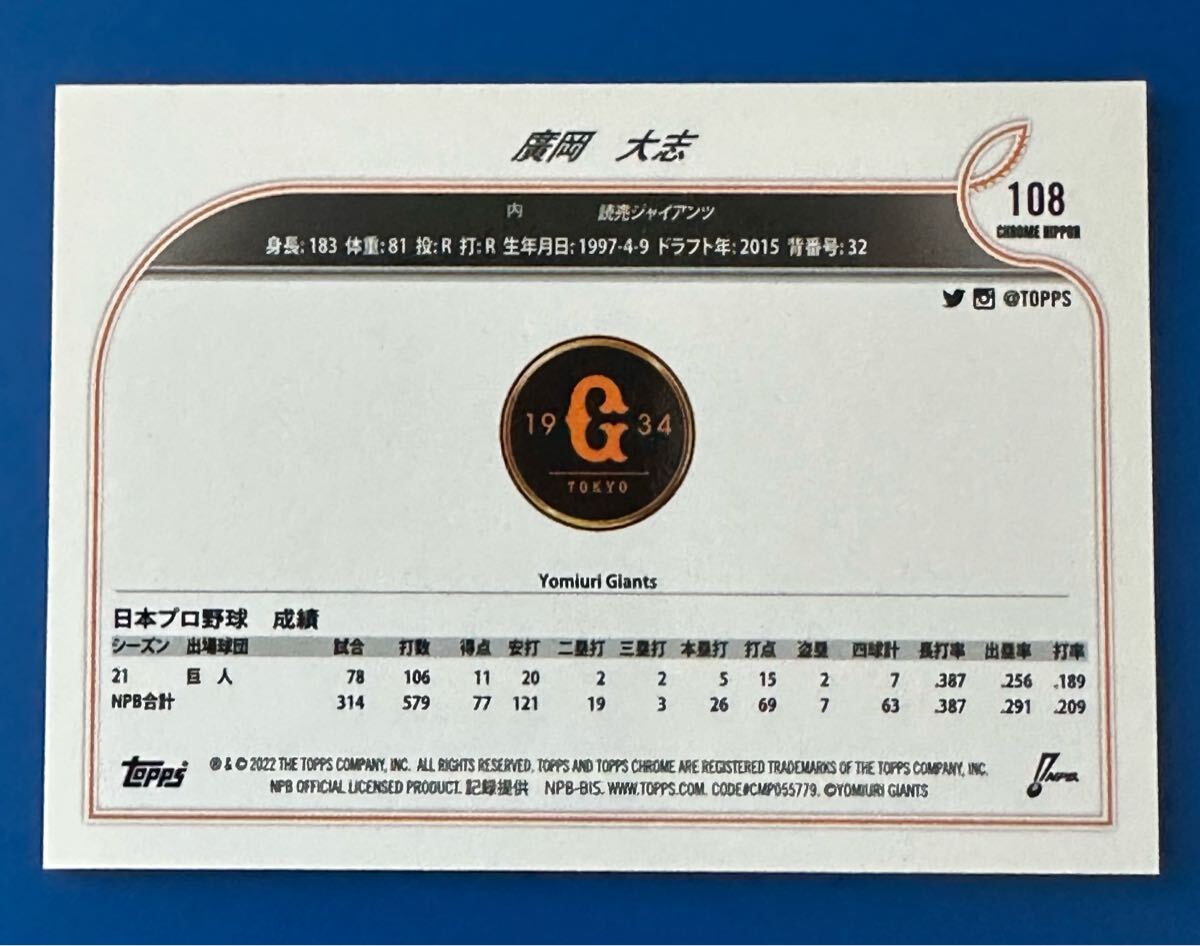 廣岡 大志
108
CHROME NIPPON
内 読売ジャイアンツ
身長: 183 体重: 81 投: R 打: R 生年月日: 1997-4-9 ドラフト年: 2015 背番号: 32
@TOPPS
19 G 34
TOKYO
Yomiuri Giants
日本プロ野球 成績
シーズン 出場球団 試合 打数 得点 安打 二塁打 三塁打 本塁打 打点 盗塁 四球計 長打率 出塁率 打率
21 巨 人 78 106 11 20 2 2 5 15 2 7 .387 .256 .189
NPB合計 314 579 77 121 19 3 26 69 7 63 .387 .291 .209
topps
® & © 2022 THE TOPPS COMPANY, INC. ALL RIGHTS RESERVED. TOPPS AND TOPPS CHROME ARE REGISTERED TRADEMARKS OF THE TOPPS COMPANY, INC.
NPB OFFICIAL LICENSED PRODUCT. 記録提供 NPB-BIS. WWW.TOPPS.COM. CODE#CMP055779. ©YOMIURI GIANTS
NPB